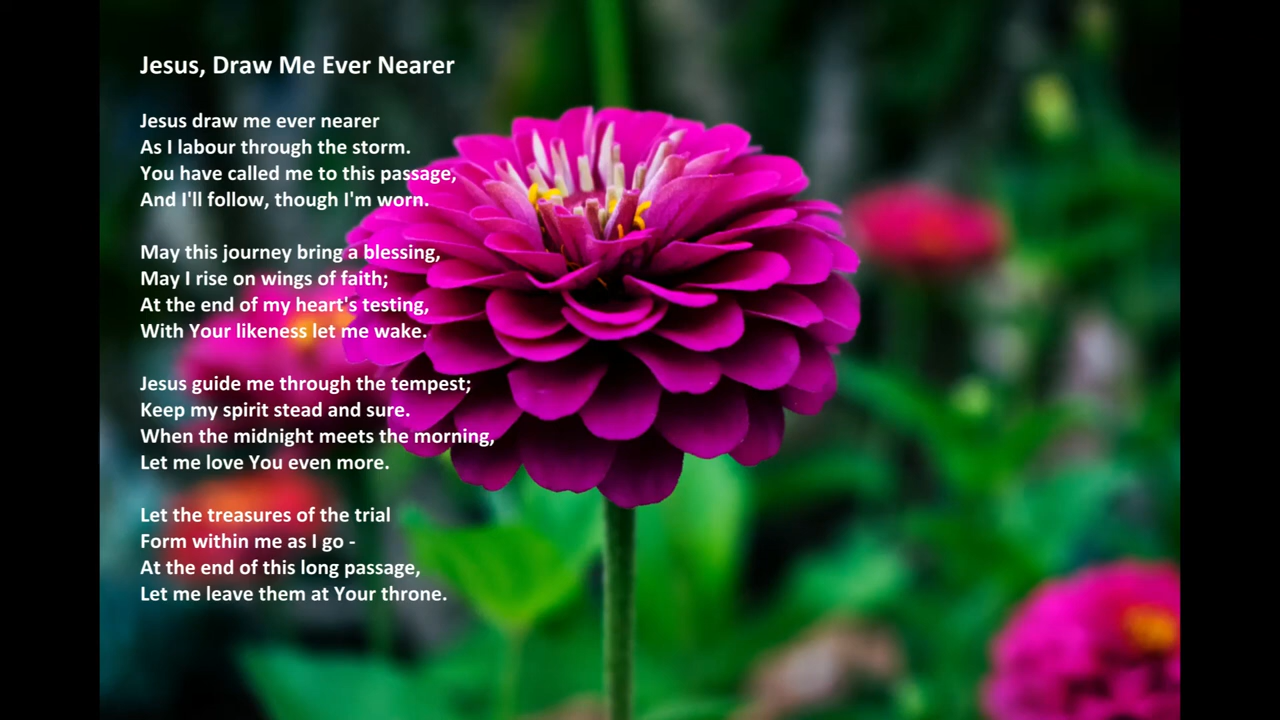 Jesus, Draw Me Ever Nearer
Jesus draw me ever nearer
As I labour through the storm.
You have called me to this passage,
And I'll follow, though I'm worn.
May this journey bring a blessing,
May I rise on wings of faith;
At the end of my heart's testing,
With Your likeness let me wake.
Jesus guide me through the tempest;
Keep my spirit stead and sure.
When the midnight meets the morning,
Let me love You even more.
Let the treasures of the trial
Form within me as I go -
At the end of this long passage,
Let me leave them at Your throne.